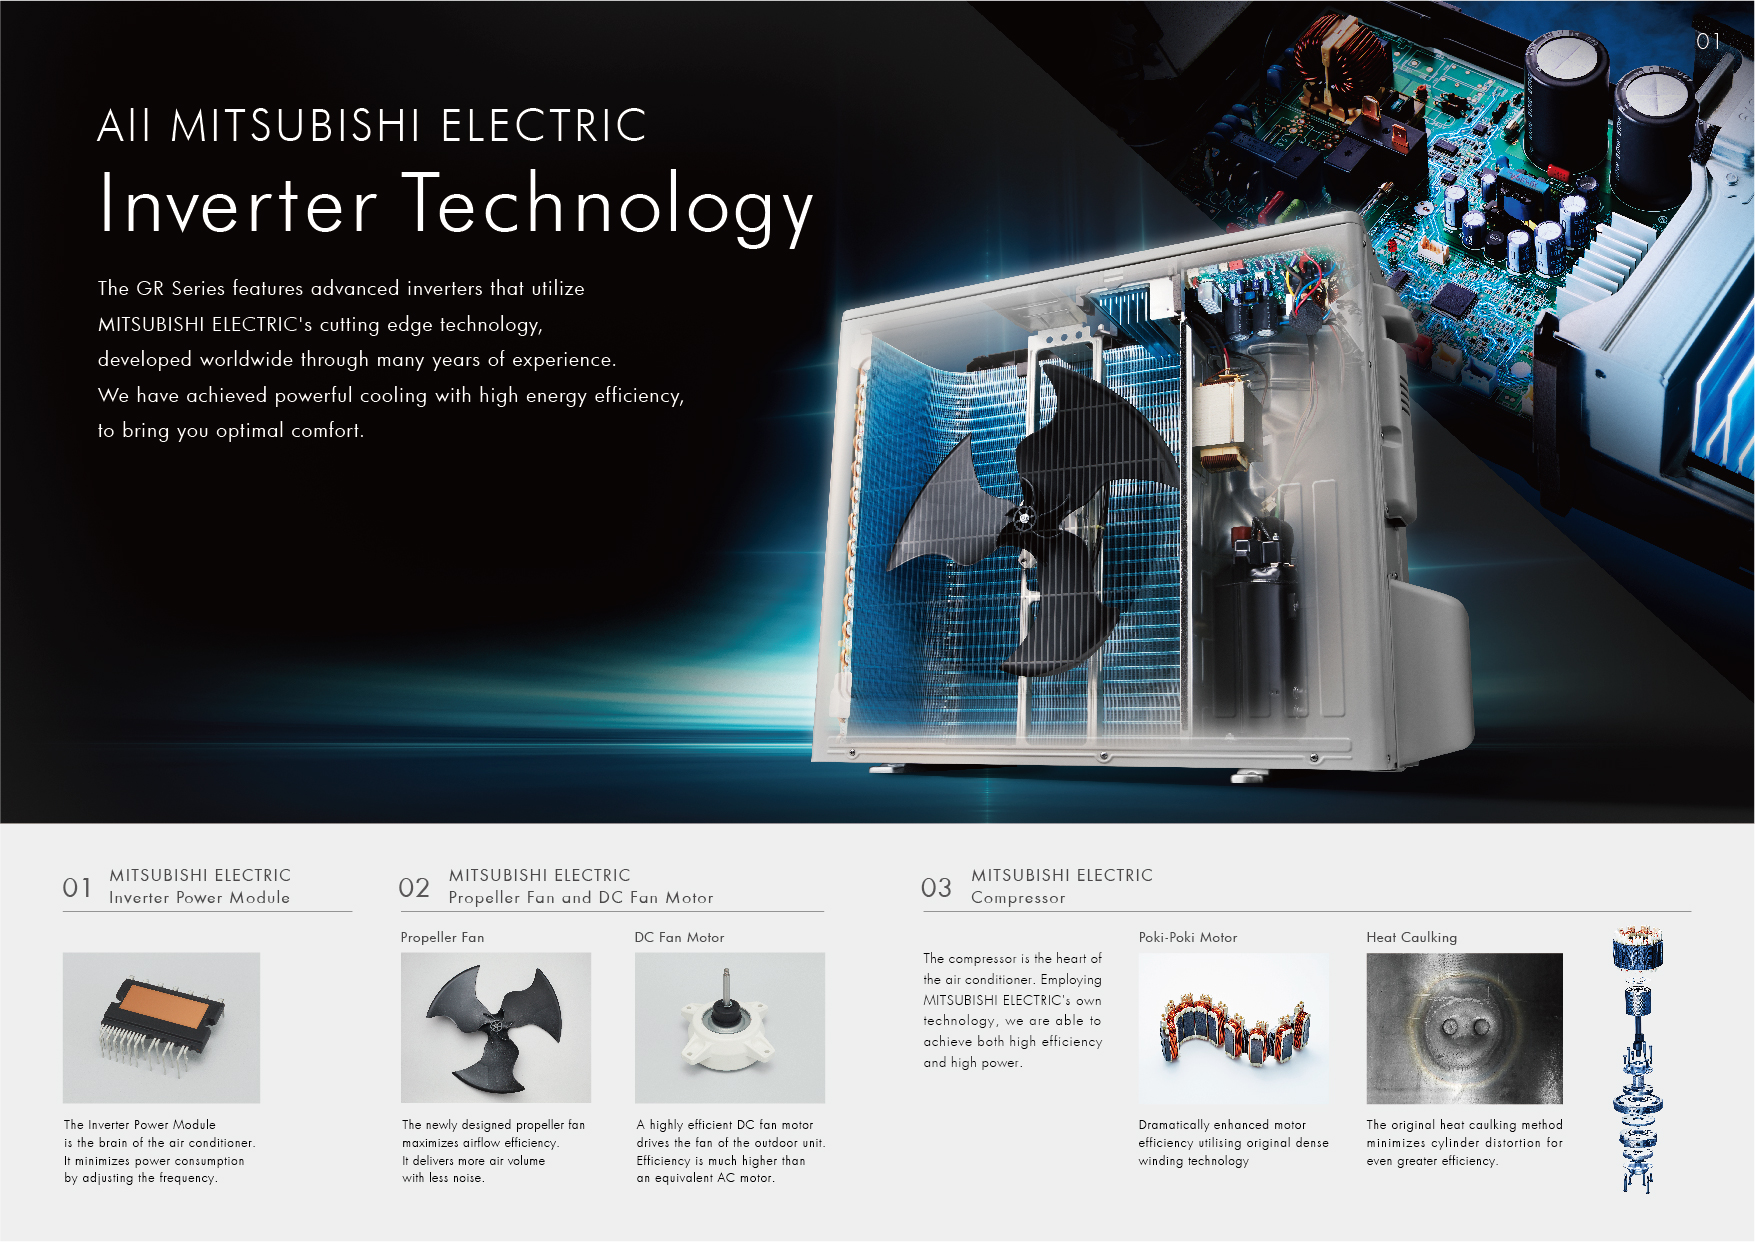 01
All MITSUBISHI ELECTRIC
Inverter Technology
The GR Series features advanced inverters that utilize
MITSUBISHI ELECTRIC's cutting edge technology,
developed worldwide through many years of experience.
We have achieved powerful cooling with high energy efficiency,
to bring you optimal comfort.
01
MITSUBISHI ELECTRIC
Inverter Power Module
The Inverter Power Module
is the brain of the air conditioner.
It minimizes power consumption
by adjusting the frequency.
02
MITSUBISHI ELECTRIC
Propeller Fan and DC Fan Motor
Propeller Fan
The newly designed propeller fan
maximizes airflow efficiency.
It delivers more air volume
with less noise.
DC Fan Motor
A highly efficient DC fan motor
drives the fan of the outdoor unit.
Efficiency is much higher than
an equivalent AC motor.
03
MITSUBISHI ELECTRIC
Compressor
The compressor is the heart of
the air conditioner. Employing
MITSUBISHI ELECTRIC's own
technology, we are able to
achieve both high efficiency
and high power.
Poki-Poki Motor
Dramatically enhanced motor
efficiency utilising original dense
winding technology
Heat Caulking
The original heat caulking method
minimizes cylinder distortion for
even greater efficiency.